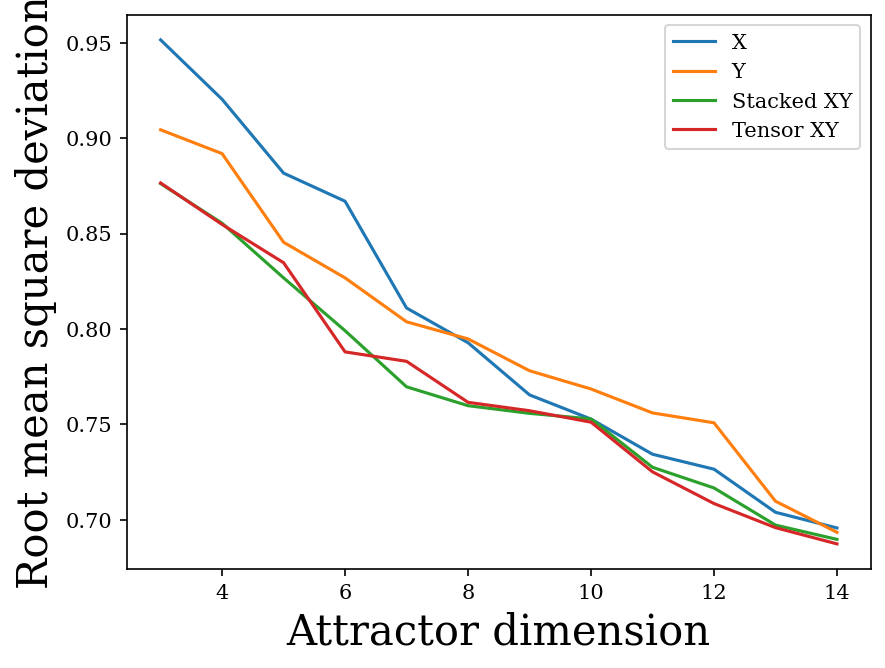 Root mean square deviation
0.95
0.90
0.85
0.80
0.75
0.70
X
Y
Stacked XY
Tensor XY
4 6 8 10 12 14
Attractor dimension